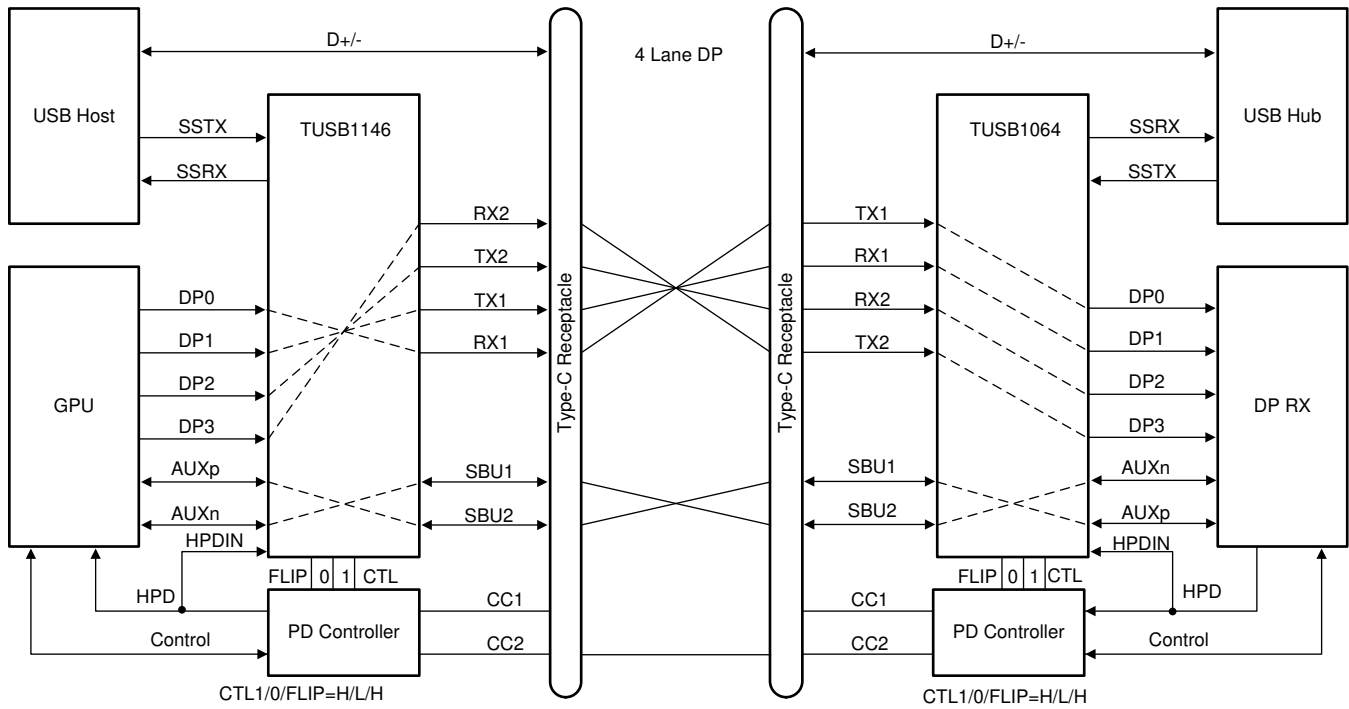 D+/-
4 Lane DP
D+/-
USB Host
TUSB1146
TUSB1064
USB Hub
SSTX
SSRX
SSRX
SSTX
RX2
TX2
TX1
RX1
Type-C Receptacle
Type-C Receptacle
TX1
RX1
RX2
TX2
GPU
DP0
DP1
DP2
DP3
AUXp
AUXn
HPDIN
SBU1
SBU2
SBU1
SBU2
DP0
DP1
DP2
DP3
AUXn
AUXp
HPDIN
DP RX
FLIP 0 1 CTL
FLIP 0 1 CTL
HPD
Control
PD Controller
CC1
CC2
CC1
CC2
PD Controller
HPD
Control
CTL1/0/FLIP=H/L/H
CTL1/0/FLIP=H/L/H